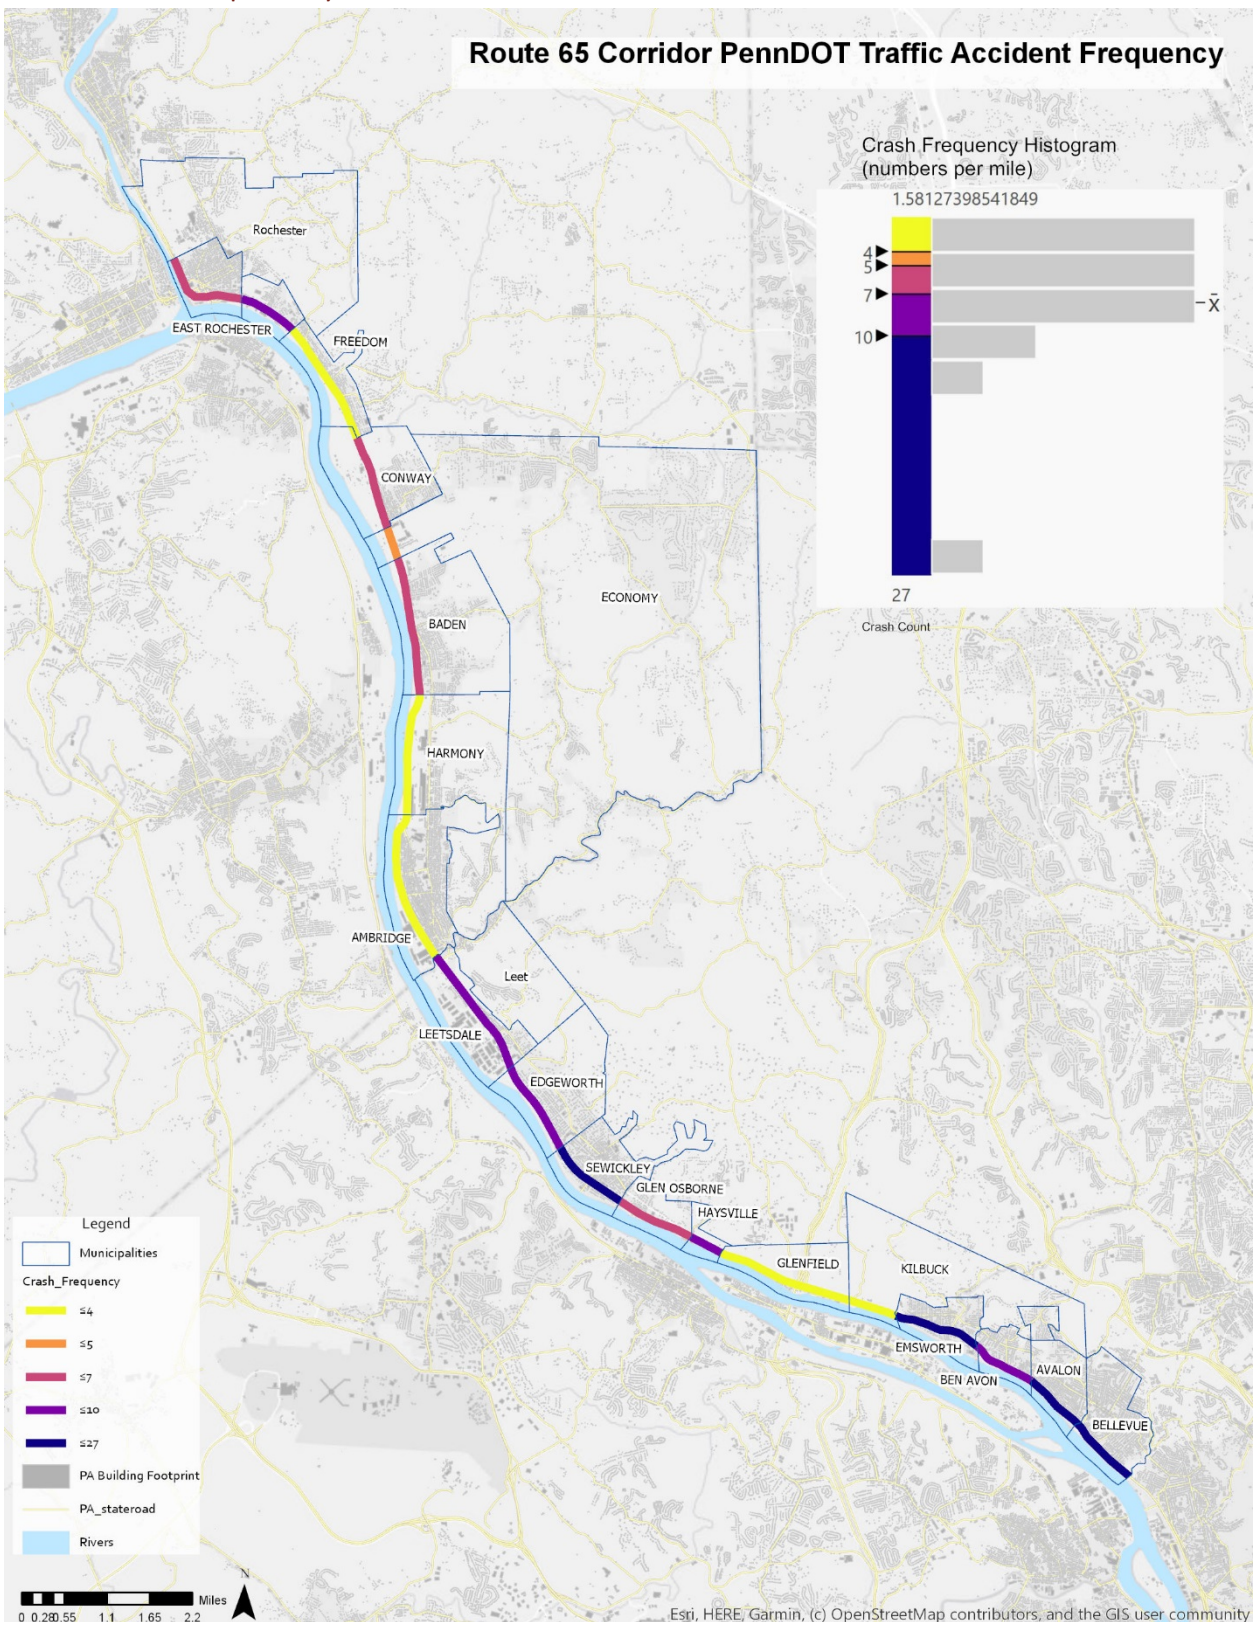 Route 65 Corridor PennDOT Traffic Accident Frequency
Crash Frequency Histogram
(numbers per mile)
1.58127398541849
4
5
7
x̄
10
27
Crash Count
Rochester
EAST ROCHESTER
FREEDOM
CONWAY
ECONOMY
BADEN
HARMONY
AMBRIDGE
Leet
LEETSDALE
EDGEWORTH
SEWICKLEY
GLEN OSBORNE
HAYSVILLE
GLENFIELD
KILBUCK
EMSWORTH
BEN AVON
AVALON
BELLEVUE
Legend
Municipalities
Crash_Frequency
≤4
≤5
≤7
≤10
≤27
PA Building Footprint
PA_stateroad
Rivers
N
Miles
0 0.28 0.55 1.1 1.65 2.2
Esri, HERE, Garmin, (c) OpenStreetMap contributors, and the GIS user community